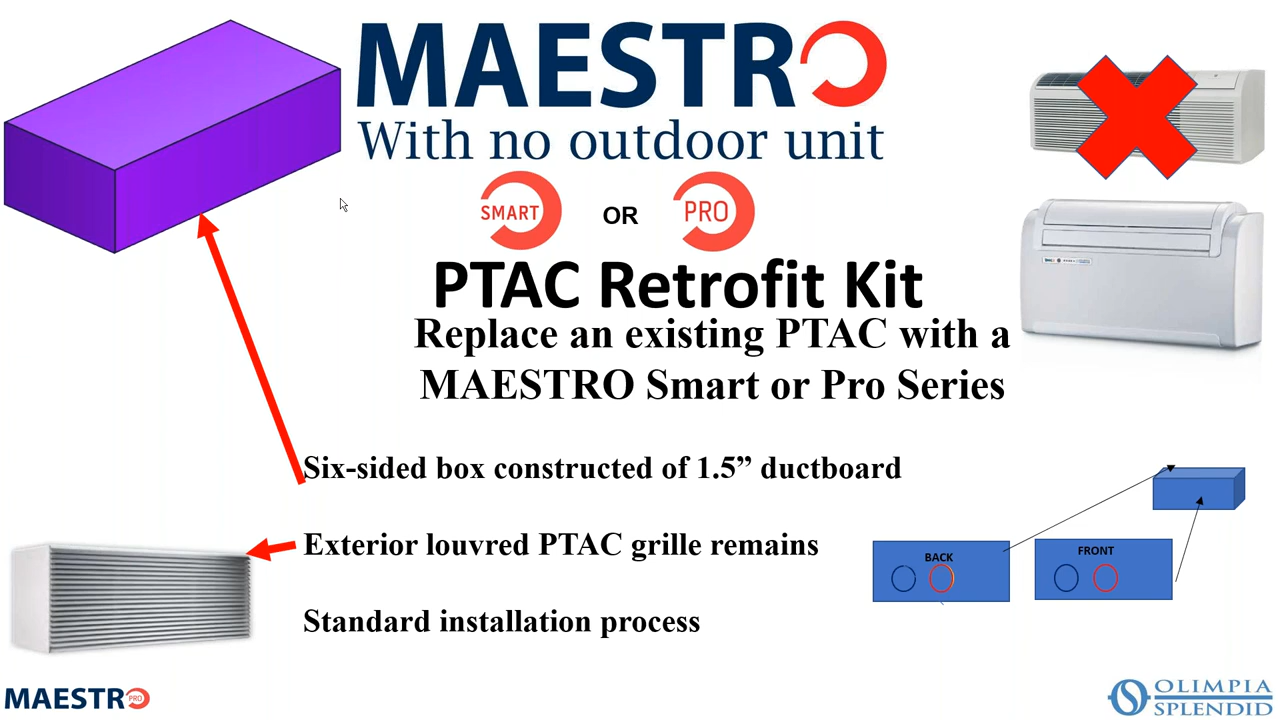 MAESTRO
With no outdoor unit
SMART OR PRO
PTAC Retrofit Kit
Replace an existing PTAC with a
MAESTRO Smart or Pro Series
Six-sided box constructed of 1.5” ductboard
Exterior louvred PTAC grille remains
BACK
FRONT
Standard installation process
MAESTRO PRO
OLIMPIA
SPLENDID